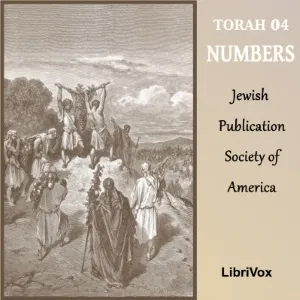 TORAH 04
NUMBERS
Jewish
Publication
Society of
America
LibriVox